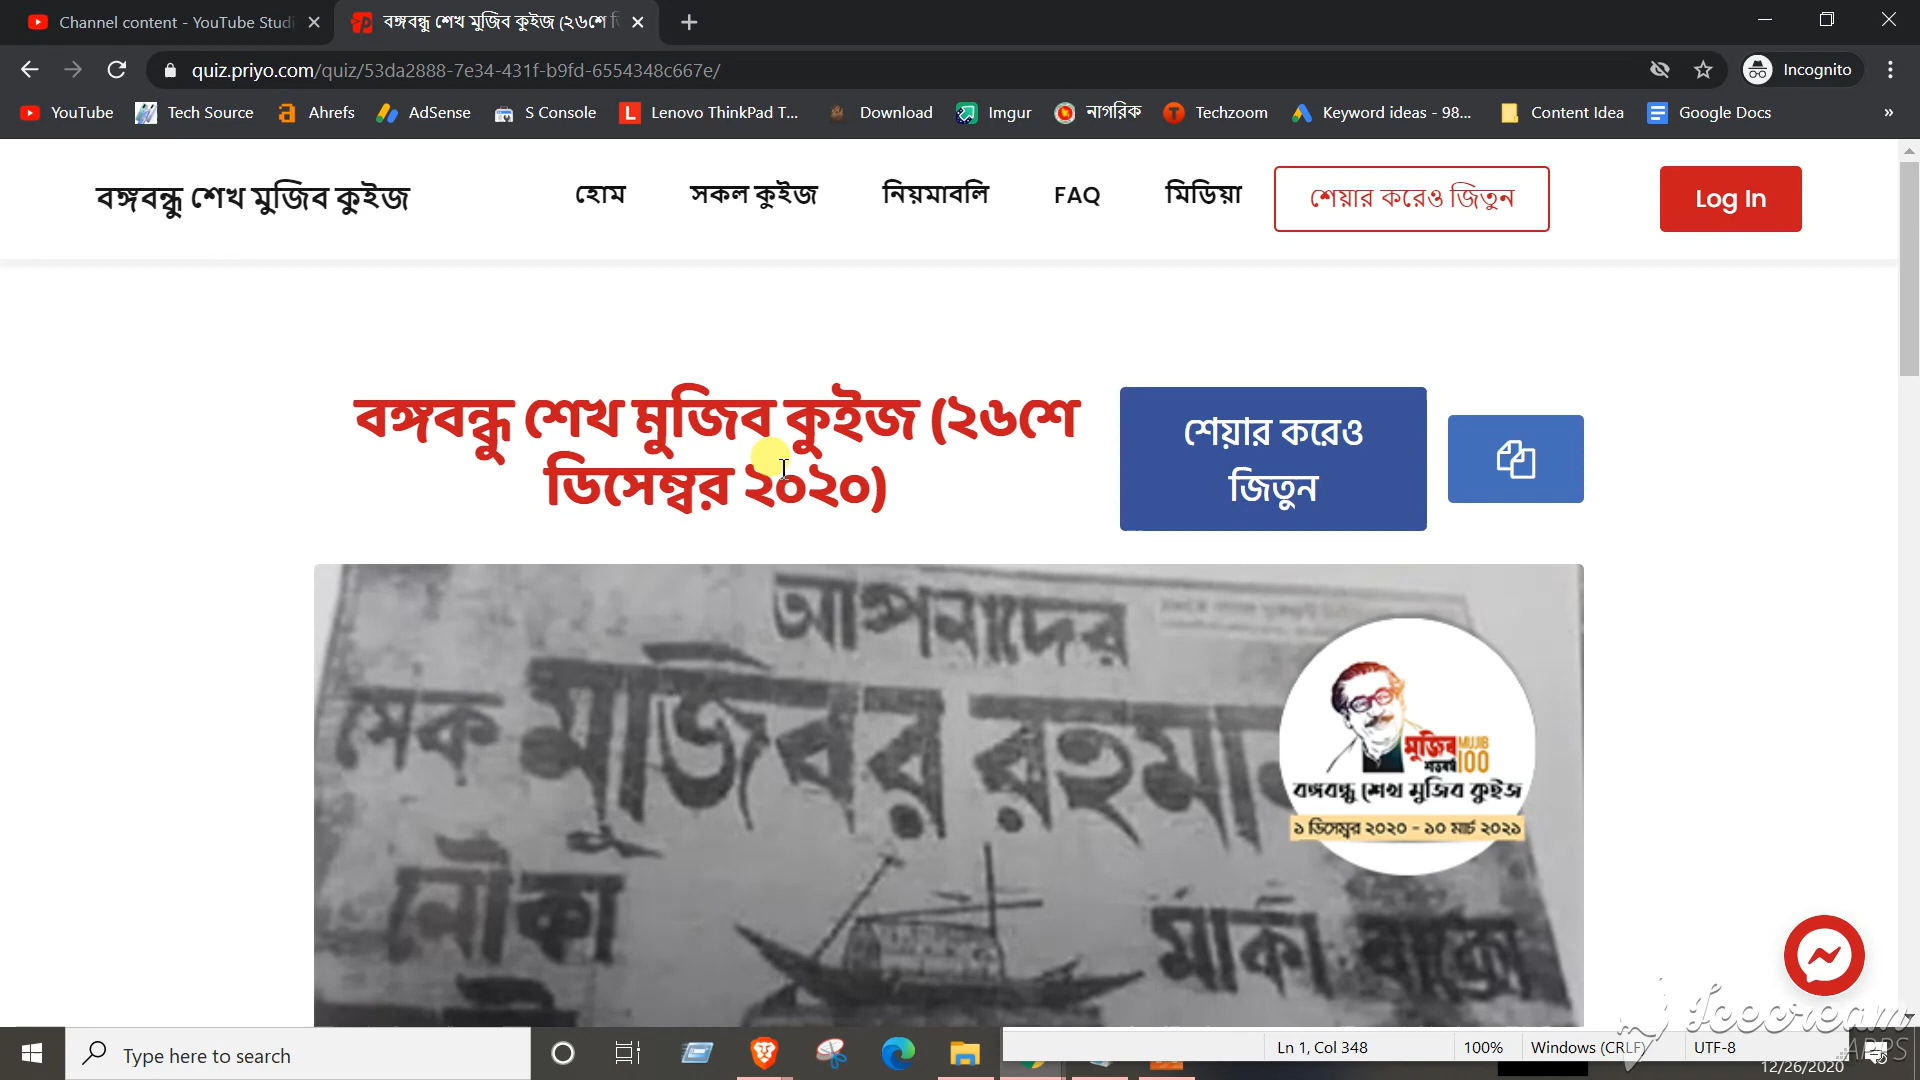 Channel content - YouTube Studi
বঙ্গবন্ধু শেখ মুজিব কুইজ (২৬শে
quiz.priyo.com/quiz/53da2888-7e34-431f-b9fd-6554348c667e/
Incognito
YouTube
Tech Source
Ahrefs
AdSense
S Console
Lenovo ThinkPad T...
Download
Imgur
নাগরিক
Techzoom
Keyword ideas - 98...
Content Idea
Google Docs
»
বঙ্গবন্ধু শেখ মুজিব কুইজ
হোম
সকল কুইজ
নিয়মাবলি
FAQ
মিডিয়া
শেয়ার করেও জিতুন
Log In
বঙ্গবন্ধু শেখ মুজিব কুইজ (২৬শে
ডিসেম্বর ২০২০)
শেয়ার করেও
জিতুন
আপনাদের
সেক মুজিবর রহমান
মুজিব
শতবর্ষ
MUJIB
100
বঙ্গবন্ধু শেখ মুজিব কুইজ
১ ডিসেম্বর ২০২০ - ১০ মার্চ ২০২১
নৌকা
মার্কা বাক্সে
Icecream
APPS
Type here to search
Ln 1, Col 348
100%
Windows (CRLF)
UTF-8
12/26/2020